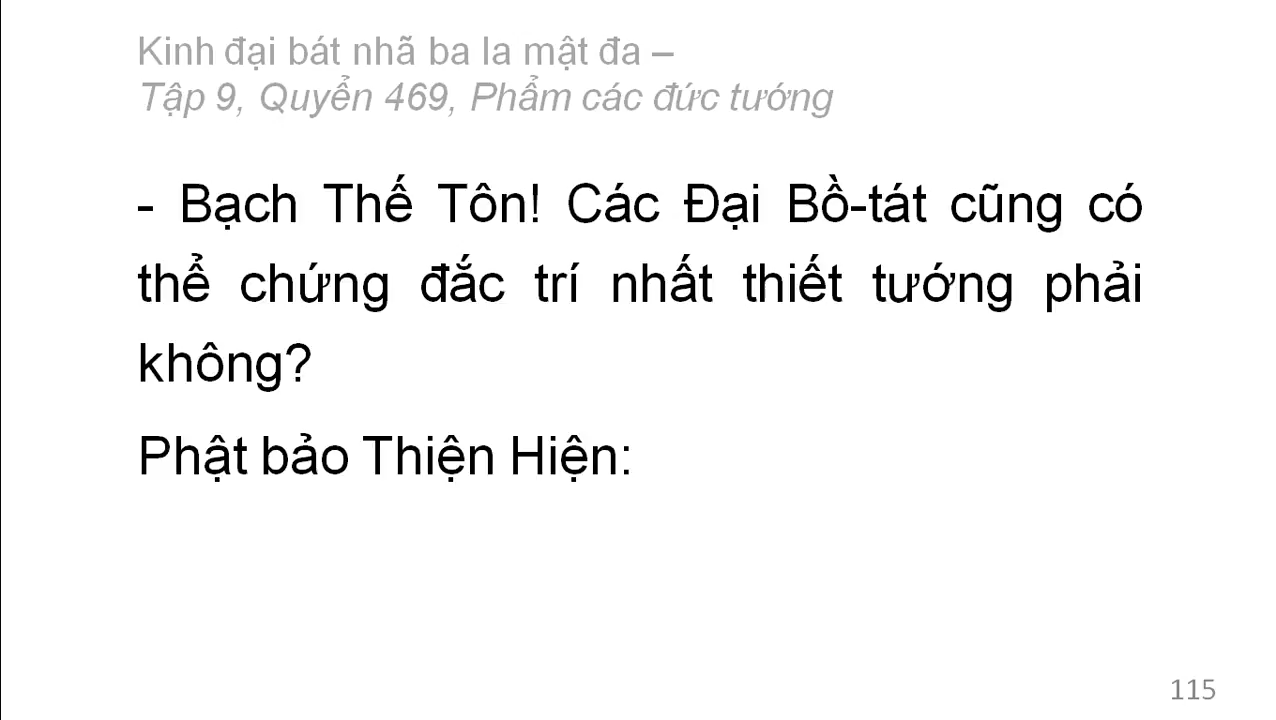 Kinh đại bát nhã ba la mật đa –
Tập 9, Quyển 469, Phẩm các đức tướng
- Bạch Thế Tôn! Các Đại Bồ-tát cũng có
thể chứng đắc trí nhất thiết tướng phải
không?
Phật bảo Thiện Hiện:
115